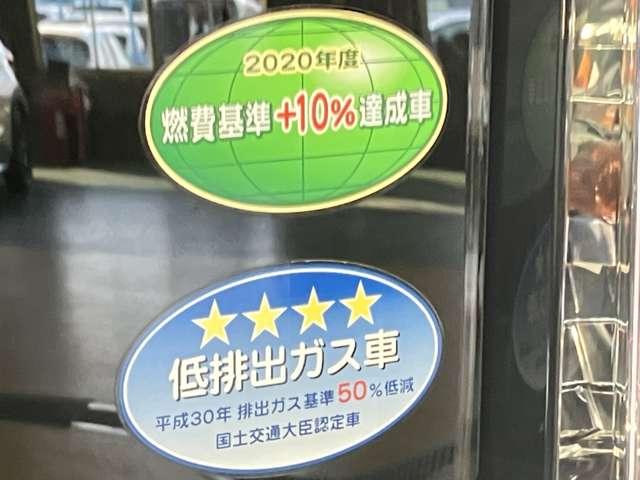 2020年度
燃費基準+10%達成車
低排出ガス車
平成30年 排出ガス基準50%低減
国土交通大臣認定車